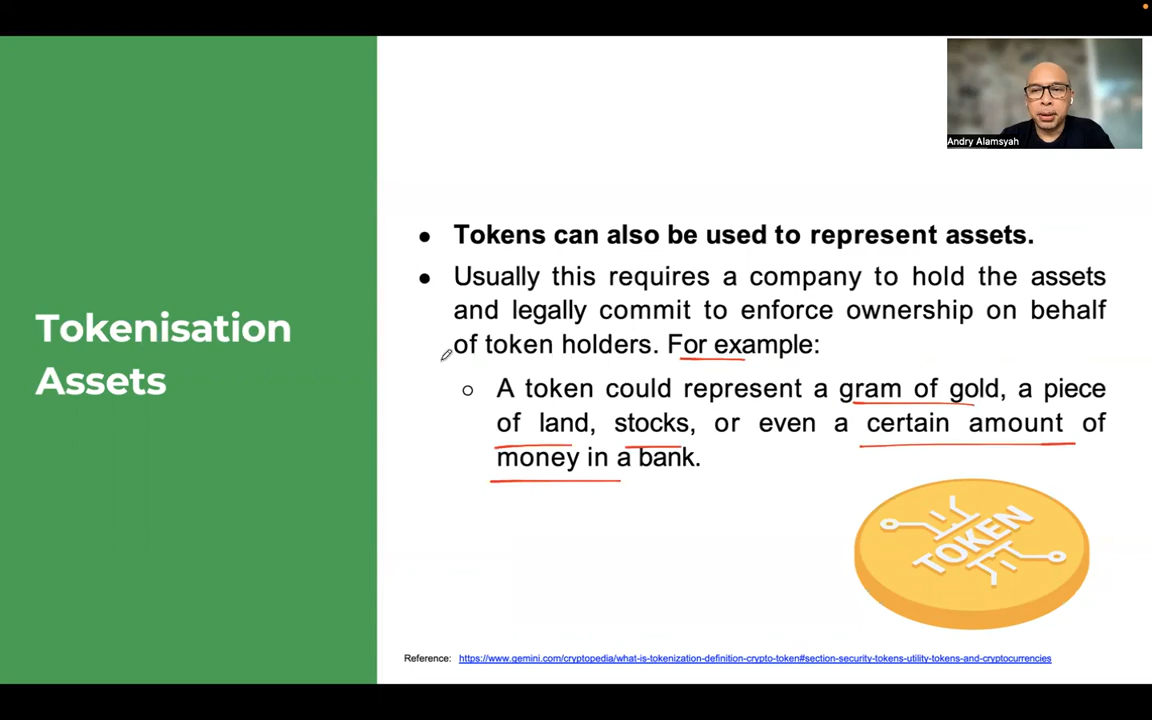 Andry Alamsyah
Tokenisation
Assets
● Tokens can also be used to represent assets.
● Usually this requires a company to hold the assets
and legally commit to enforce ownership on behalf
of token holders. For example:
○ A token could represent a gram of gold, a piece
of land, stocks, or even a certain amount of
money in a bank.
TOKEN
Reference: https://www.gemini.com/cryptopedia/what-is-tokenization-definition-crypto-token#section-security-tokens-utility-tokens-and-cryptocurrencies